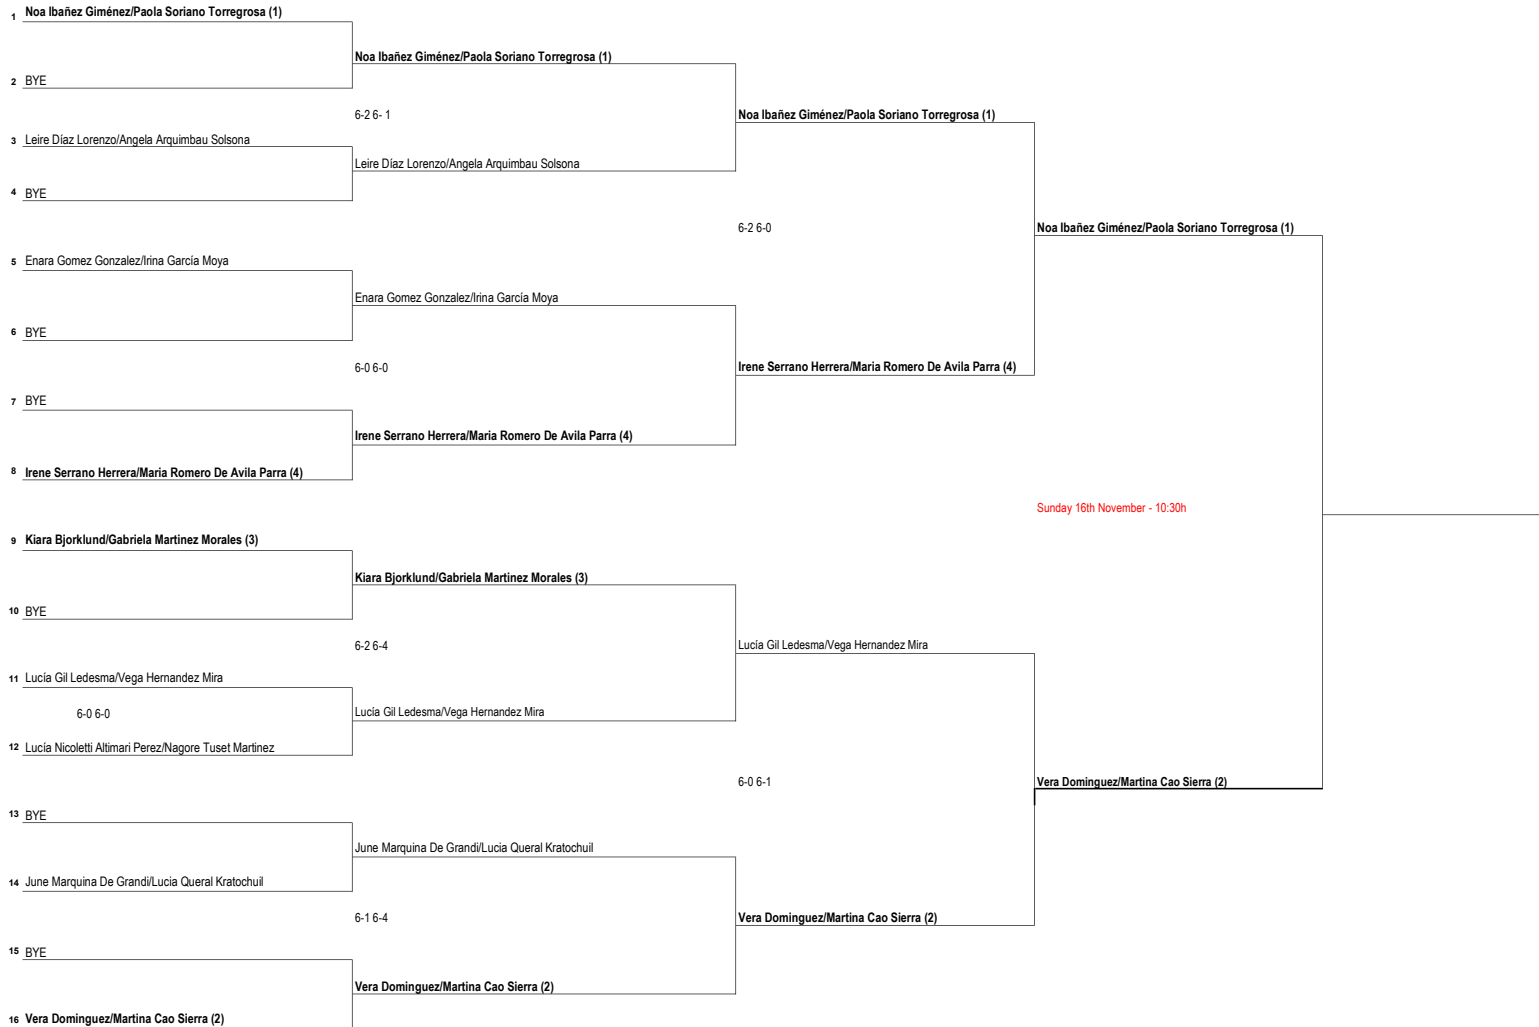 1 Noa Ibañez Giménez/Paola Soriano Torregrosa (1)
Noa Ibañez Giménez/Paola Soriano Torregrosa (1)
2 BYE
6-2 6- 1
Noa Ibañez Giménez/Paola Soriano Torregrosa (1)
3 Leire Díaz Lorenzo/Angela Arquimbau Solsona
Leire Díaz Lorenzo/Angela Arquimbau Solsona
4 BYE
6-2 6-0
Noa Ibañez Giménez/Paola Soriano Torregrosa (1)
5 Enara Gomez Gonzalez/Irina García Moya
Enara Gomez Gonzalez/Irina García Moya
6 BYE
6-0 6-0
Irene Serrano Herrera/Maria Romero De Avila Parra (4)
7 BYE
Irene Serrano Herrera/Maria Romero De Avila Parra (4)
8 Irene Serrano Herrera/Maria Romero De Avila Parra (4)
Sunday 16th November - 10:30h
9 Kiara Bjorklund/Gabriela Martinez Morales (3)
Kiara Bjorklund/Gabriela Martinez Morales (3)
10 BYE
6-2 6-4
Lucía Gil Ledesma/Vega Hernandez Mira
11 Lucía Gil Ledesma/Vega Hernandez Mira
6-0 6-0
Lucía Gil Ledesma/Vega Hernandez Mira
12 Lucía Nicoletti Altimari Perez/Nagore Tuset Martinez
6-0 6-1
Vera Dominguez/Martina Cao Sierra (2)
13 BYE
June Marquina De Grandi/Lucia Queral Kratochuil
14 June Marquina De Grandi/Lucia Queral Kratochuil
6-1 6-4
Vera Dominguez/Martina Cao Sierra (2)
15 BYE
Vera Dominguez/Martina Cao Sierra (2)
16 Vera Dominguez/Martina Cao Sierra (2)